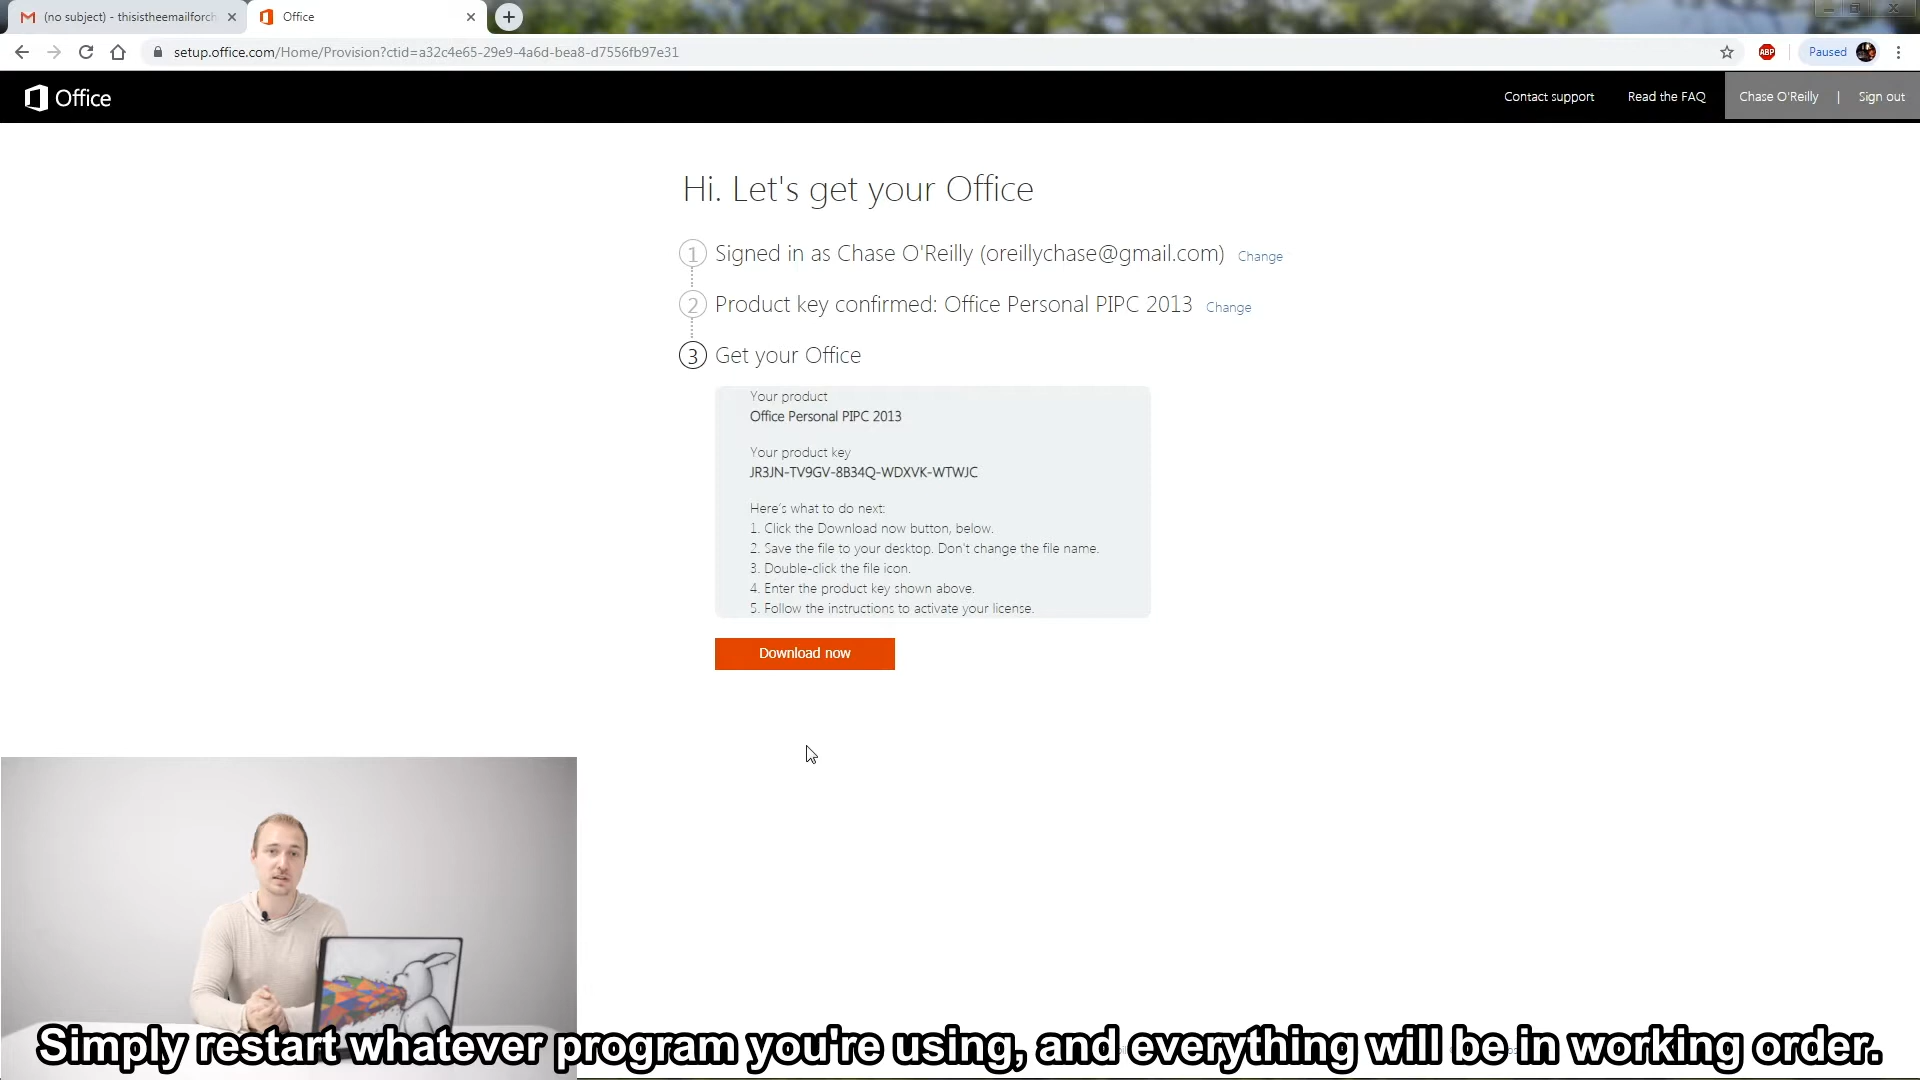 (no subject) - thisistheemailforch
Office
setup.office.com/Home/Provision?ctid=a32c4e65-29e9-4a6d-bea8-d7556fb97e31
ABP
Paused
Office
Contact support
Read the FAQ
Chase O'Reilly | Sign out
Hi. Let's get your Office
1 Signed in as Chase O'Reilly (oreillychase@gmail.com) Change
2 Product key confirmed: Office Personal PIPC 2013 Change
3 Get your Office
Your product
Office Personal PIPC 2013
Your product key
JR3JN-TV9GV-8B34Q-WDXVK-WTWJC
Here's what to do next:
1. Click the Download now button, below.
2. Save the file to your desktop. Don't change the file name.
3. Double-click the file icon.
4. Enter the product key shown above.
5. Follow the instructions to activate your license.
Download now
Simply restart whatever program you're using, and everything will be in working order.